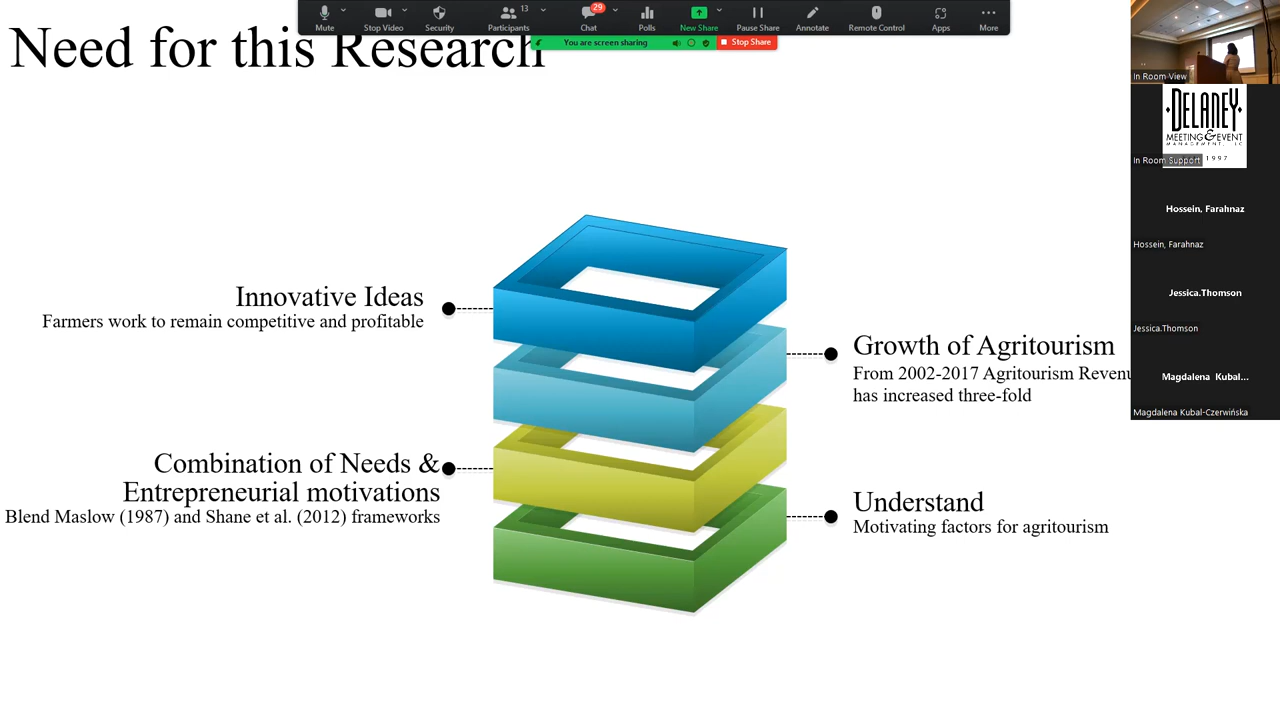 Mute
Stop Video
Security
Participants
13
Chat
29
Polls
New Share
Pause Share
Annotate
Remote Control
Apps
More
You are screen sharing
Stop Share
Need for this Research
Innovative Ideas
Farmers work to remain competitive and profitable
Growth of Agritourism
From 2002-2017 Agritourism Revenu
has increased three-fold
Combination of Needs &
Entrepreneurial motivations
Blend Maslow (1987) and Shane et al. (2012) frameworks
Understand
Motivating factors for agritourism
In Room View
DELANEY
MEETING & EVENT
MANAGEMENT, LLC
1997
In Room Support
Hossein, Farahnaz
Hossein, Farahnaz
Jessica.Thomson
Jessica.Thomson
Magdalena Kubal...
Magdalena Kubal-Czerwińska